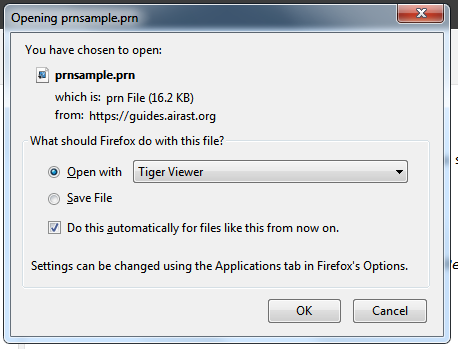 Opening prnsample.prn
You have chosen to open:
prnsample.prn
which is: prn File (16.2 KB)
from: https://guides.airast.org
What should Firefox do with this file?
Open with Tiger Viewer
Save File
Do this automatically for files like this from now on.
Settings can be changed using the Applications tab in Firefox's Options.
OK Cancel